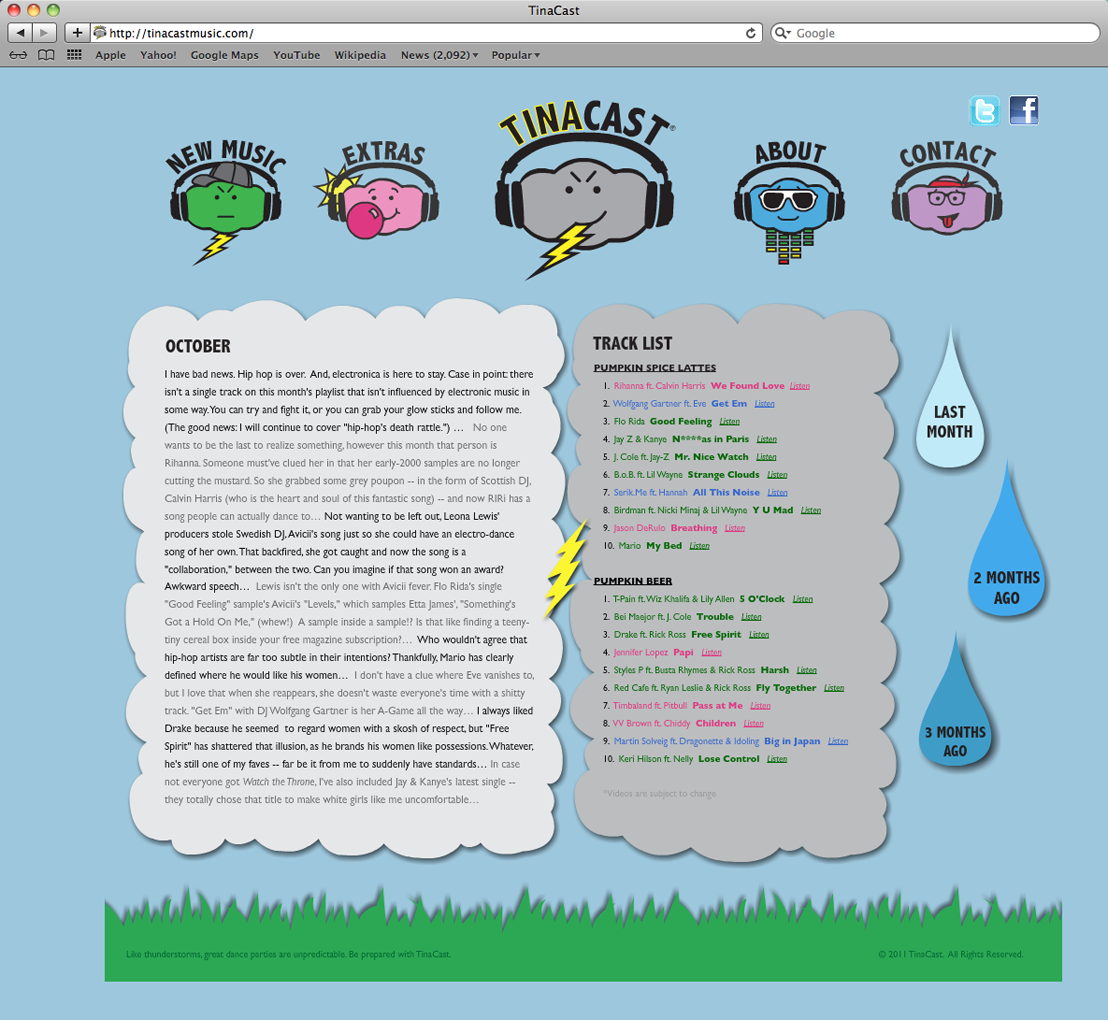 TinaCast
http://tinacastmusic.com/
Google
Apple Yahoo! Google Maps YouTube Wikipedia News (2,092) Popular
NEW MUSIC
EXTRAS
TINACAST®
ABOUT
CONTACT
OCTOBER
I have bad news. Hip hop is over. And, electronica is here to stay. Case in point: there
isn't a single track on this month's playlist that isn't influenced by electronic music in
some way. You can try and fight it, or you can grab your glow sticks and follow me.
(The good news: I will continue to cover "hip-hop's death rattle.") … No one
wants to be the last to realize something, however this month that person is
Rihanna. Someone must've clued her in that her early-2000 samples are no longer
cutting the mustard. So she grabbed some grey poupon -- in the form of Scottish DJ,
Calvin Harris (who is the heart and soul of this fantastic song) -- and now RIRi has a
song people can actually dance to… Not wanting to be left out, Leona Lewis'
producers stole Swedish DJ, Avicii's song just so she could have an electro-dance
song of her own. That backfired, she got caught and now the song is a
"collaboration," between the two. Can you imagine if that song won an award?
Awkward speech… Lewis isn't the only one with Avicii fever. Flo Rida's single
"Good Feeling" sample's Avicii's "Levels," which samples Etta James', "Something's
Got a Hold On Me," (whew!) A sample inside a sample!? Is that like finding a teeny-
tiny cereal box inside your free magazine subscription?… Who wouldn't agree that
hip-hop artists are far too subtle in their intentions? Thankfully, Mario has clearly
defined where he would like his women… I don't have a clue where Eve vanishes to,
but I love that when she reappears, she doesn't waste everyone's time with a shitty
track. "Get Em" with DJ Wolfgang Gartner is her A-Game all the way… I always liked
Drake because he seemed to regard women with a skosh of respect, but "Free
Spirit" has shattered that illusion, as he brands his women like possessions. Whatever,
he's still one of my faves -- far be it from me to suddenly have standards… In case
not everyone got Watch the Throne, I've also included Jay & Kanye's latest single --
they totally chose that title to make white girls like me uncomfortable…
TRACK LIST
PUMPKIN SPICE LATTES
1. Rihanna ft. Calvin Harris We Found Love Listen
2. Wolfgang Gartner ft. Eve Get Em Listen
3. Flo Rida Good Feeling Listen
4. Jay Z & Kanye N****as in Paris Listen
5. J. Cole ft. Jay-Z Mr. Nice Watch Listen
6. B.o.B. ft. Lil Wayne Strange Clouds Listen
7. Serik.Me ft. Hannah All This Noise Listen
8. Birdman ft. Nicki Minaj & Lil Wayne Y U Mad Listen
9. Jason DeRulo Breathing Listen
10. Mario My Bed Listen
PUMPKIN BEER
1. T-Pain ft. Wiz Khalifa & Lily Allen 5 O'Clock Listen
2. Bei Maejor ft. J. Cole Trouble Listen
3. Drake ft. Rick Ross Free Spirit Listen
4. Jennifer Lopez Papi Listen
5. Styles P ft. Busta Rhymes & Rick Ross Harsh Listen
6. Red Cafe ft. Ryan Leslie & Rick Ross Fly Together Listen
7. Timbaland ft. Pitbull Pass at Me Listen
8. VV Brown ft. Chiddy Children Listen
9. Martin Solveig ft. Dragonette & Idoling Big in Japan Listen
10. Keri Hilson ft. Nelly Lose Control Listen
*Videos are subject to change
LAST
MONTH
2 MONTHS
AGO
3 MONTHS
AGO
Like thunderstorms, great dance parties are unpredictable. Be prepared with TinaCast.
© 2011 TinaCast. All Rights Reserved.